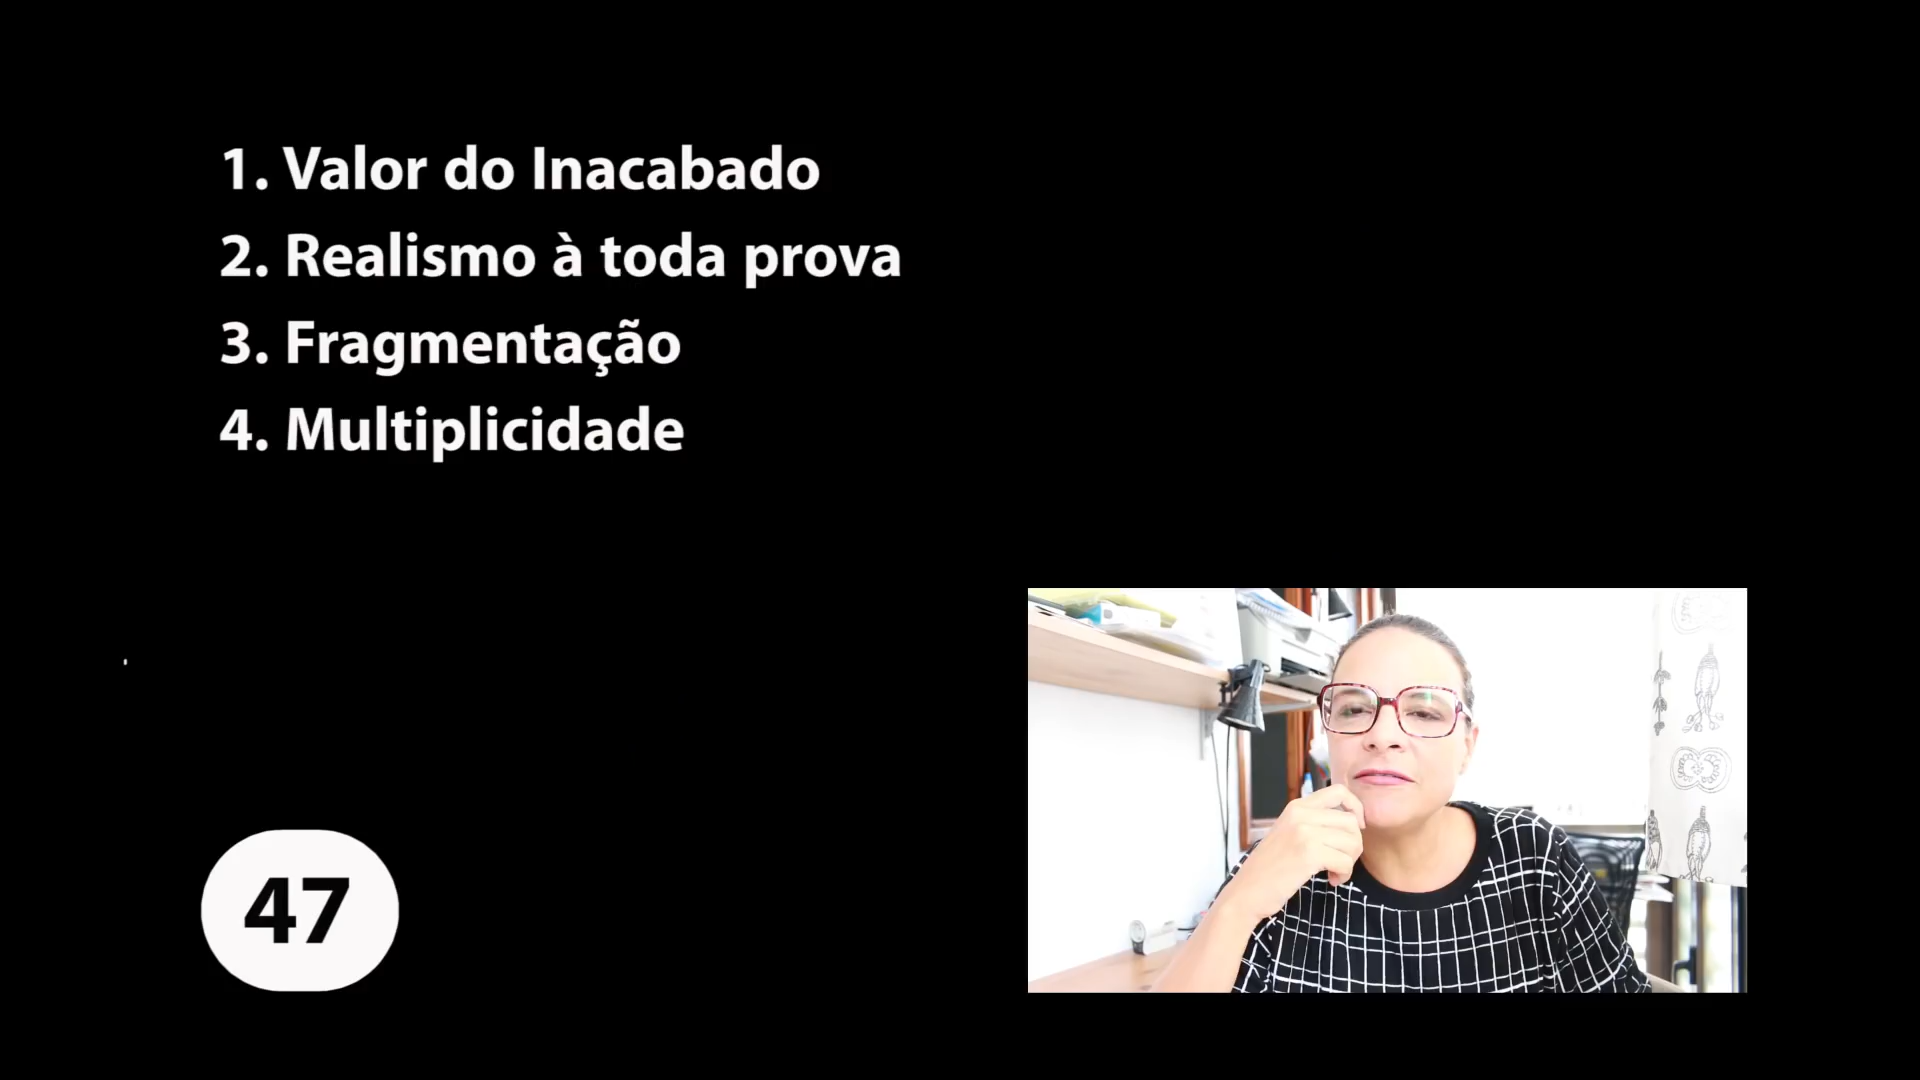 1. Valor do Inacabado
2. Realismo à toda prova
3. Fragmentação
4. Multiplicidade
47